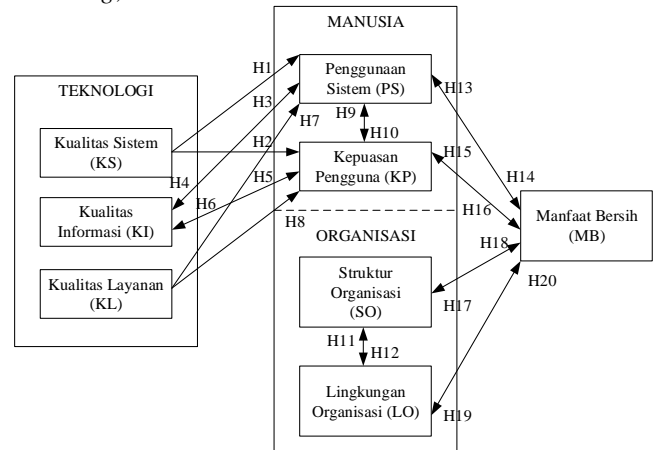 MANUSIA
TEKNOLOGI
Kualitas Sistem
(KS)
Kualitas
Informasi (KI)
Kualitas Layanan
(KL)
H1
H3
H7
H2
H4
H5
H6
H8
Penggunaan
Sistem (PS)
H9
H10
Kepuasan
Pengguna (KP)
ORGANISASI
Struktur
Organisasi
(SO)
H11
H12
Lingkungan
Organisasi (LO)
H13
H15
H14
H16
H18
H17
H20
H19
Manfaat Bersih
(MB)